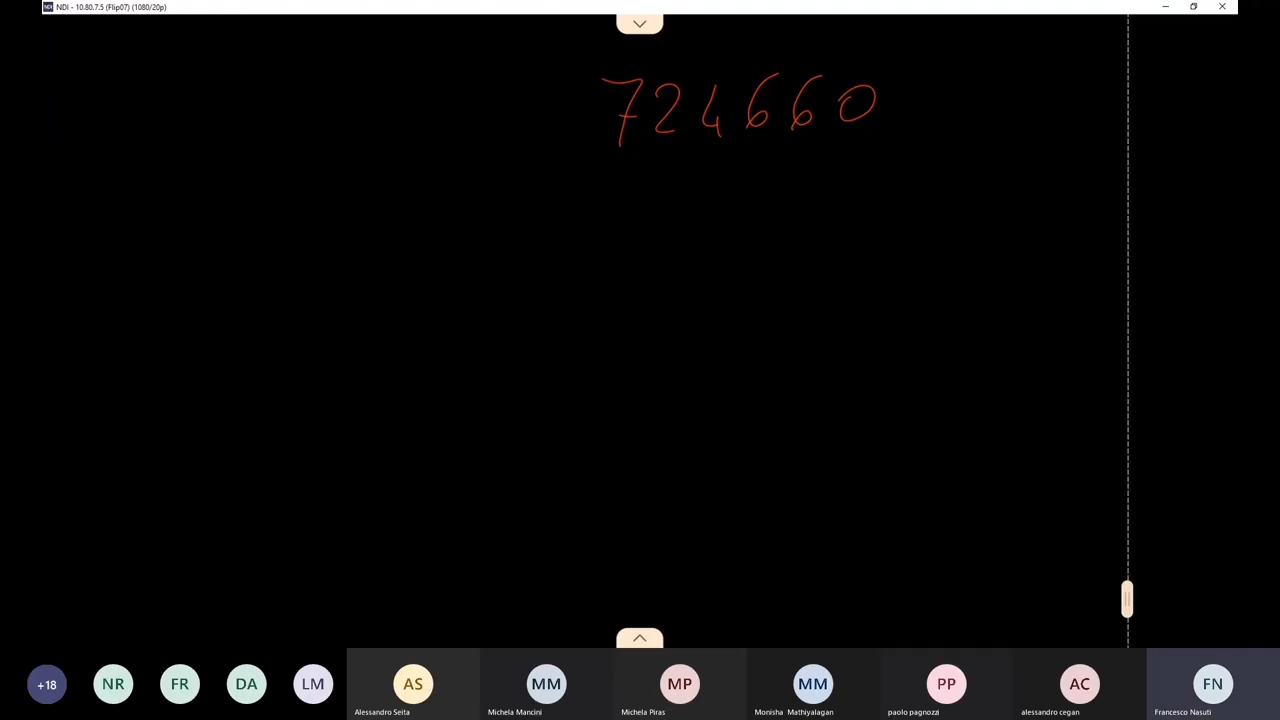 NDI - 10.80.7.5 (Flip07) (1080/20p)
724660
+18 NR FR DA LM AS MM MP MM PP AC FN
Alessandro Seita Michela Mancini Michela Piras Monisha Mathiyalagan paolo pagnozzi alessandro cegan Francesco Nasuti